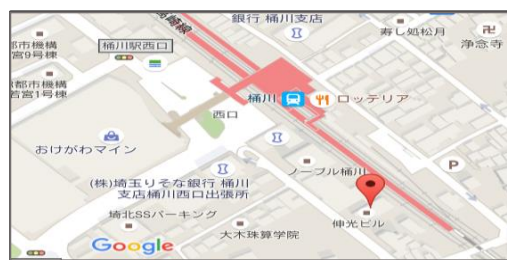 崎線
銀行 桶川支店
寿し処松月
卍
浄念寺
都市機構
若宮9号棟
桶川駅西口
都市機構
若宮1号棟
桶川
ロッテリア
西口
おけがわマイン
(株)埼玉りそな銀行 桶川
支店桶川西口出張所
ノーブル桶川
P
埼北SSパーキング
大木珠算学院
伸光ビル
Google